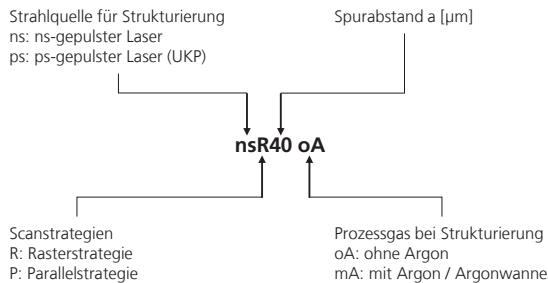 Strahlquelle für Strukturierung
ns: ns-gepulster Laser
ps: ps-gepulster Laser (UKP)
Spurabstand a [µm]
nsR40 oA
Scanstrategien
R: Rasterstrategie
P: Parallelstrategie
Prozessgas bei Strukturierung
oA: ohne Argon
mA: mit Argon / Argonwanne